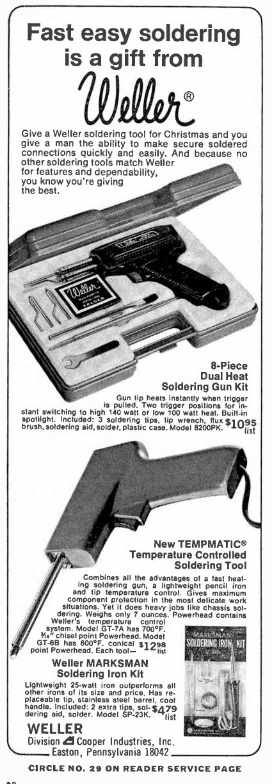 Fast easy soldering
is a gift from
Weller®
Give a Weller soldering tool for Christmas and you
give a man the ability to make secure soldered
connections quickly and easily. And because no
other soldering tools match Weller
for features and dependability,
you know you're giving
the best.
Weller
SOLDER
8-Piece
Dual Heat
Soldering Gun Kit
Gun tip heats instantly when trigger
is pulled. Two trigger positions for in-
stant switching to high 140 watt or low 100 watt heat. Built-in
spotlight. Included: 3 soldering tips, tip wrench, flux $10⁹⁵
brush, soldering aid, solder, plastic case. Model 8200PK. list
New TEMPMATIC®
Temperature Controlled
Soldering Tool
Combines all the advantages of a fast heat-
ing soldering gun, a lightweight pencil iron
and tip temperature control. Gives maximum
component protection in the most delicate work
situations. Yet it does heavy jobs like chassis sol-
dering. Weighs only 7 ounces. Powerhead contains
Weller's temperature control
system. Model GT-7A has 700°F.
3⁄16" chisel point Powerhead. Model
GT-6B has 600°F. conical $12⁹⁸
point Powerhead. Each tool— list
MARKSMAN
SOLDERING IRON KIT
Weller MARKSMAN
Soldering Iron Kit
Lightweight 25-watt iron outperforms all
other irons of its size and price. Has re-
placeable tip, stainless steel barrel, cool
handle. Included: 2 extra tips, sol- $4⁷⁹
dering aid, solder. Model SP-23K. list
WELLER
Division Cooper Industries, Inc.
Easton, Pennsylvania 18042
CIRCLE NO. 29 ON READER SERVICE PAGE